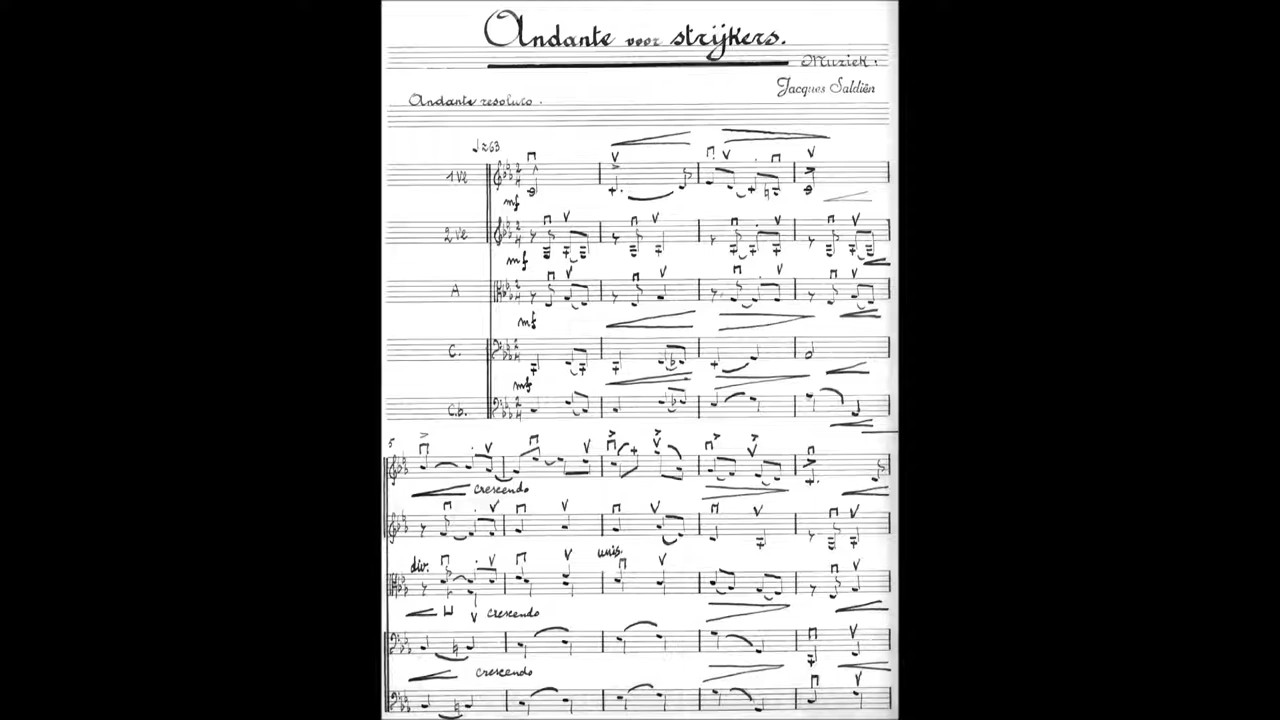 Andante voor strijkers.
Muziek:
Jacques Saldiën
Andante resoluto.
♩=63
1 Vl
mf
2 Vl
mf
A
mf
C.
mf
C.b.
5
crescendo
div. unis.
crescendo
crescendo